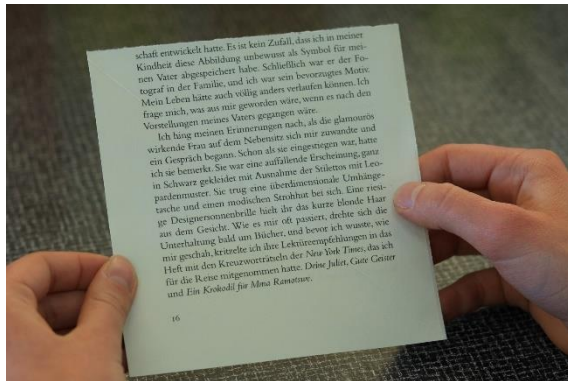 schaft entwickelt hatte. Es ist kein Zufall, dass ich in meiner
Kindheit diese Abbildung unbewusst als Symbol für mei-
nen Vater abgespeichert habe. Schließlich war er der Fo-
tograf in der Familie, und ich war sein bevorzugtes Motiv.
Mein Leben hätte auch völlig anders verlaufen können. Ich
frage mich, was aus mir geworden wäre, wenn es nach den
Vorstellungen meines Vaters gegangen wäre.
Ich hing meinen Erinnerungen nach, als die glamourös
wirkende Frau auf dem Nebensitz sich mir zuwandte und
ein Gespräch begann. Schon als sie eingestiegen war, hatte
ich sie bemerkt. Sie war eine auffallende Erscheinung, ganz
in Schwarz gekleidet mit Ausnahme der Stilettos mit Leo-
pardenmuster. Sie trug eine überdimensionale Umhänge-
tasche und einen modischen Strohhut bei sich. Eine riesi-
ge Designersonnenbrille hielt ihr das kurze blonde Haar
aus dem Gesicht. Wie es mir oft passiert, drehte sich die
Unterhaltung bald um Bücher, und bevor ich wusste, wie
mir geschah, kritzelte ich ihre Lektüreempfehlungen in das
Heft mit den Kreuzworträtseln der New York Times, das ich
für die Reise mitgenommen hatte. Deine Juliet, Gute Geister
und Ein Krokodil für Mma Ramotswe.
16